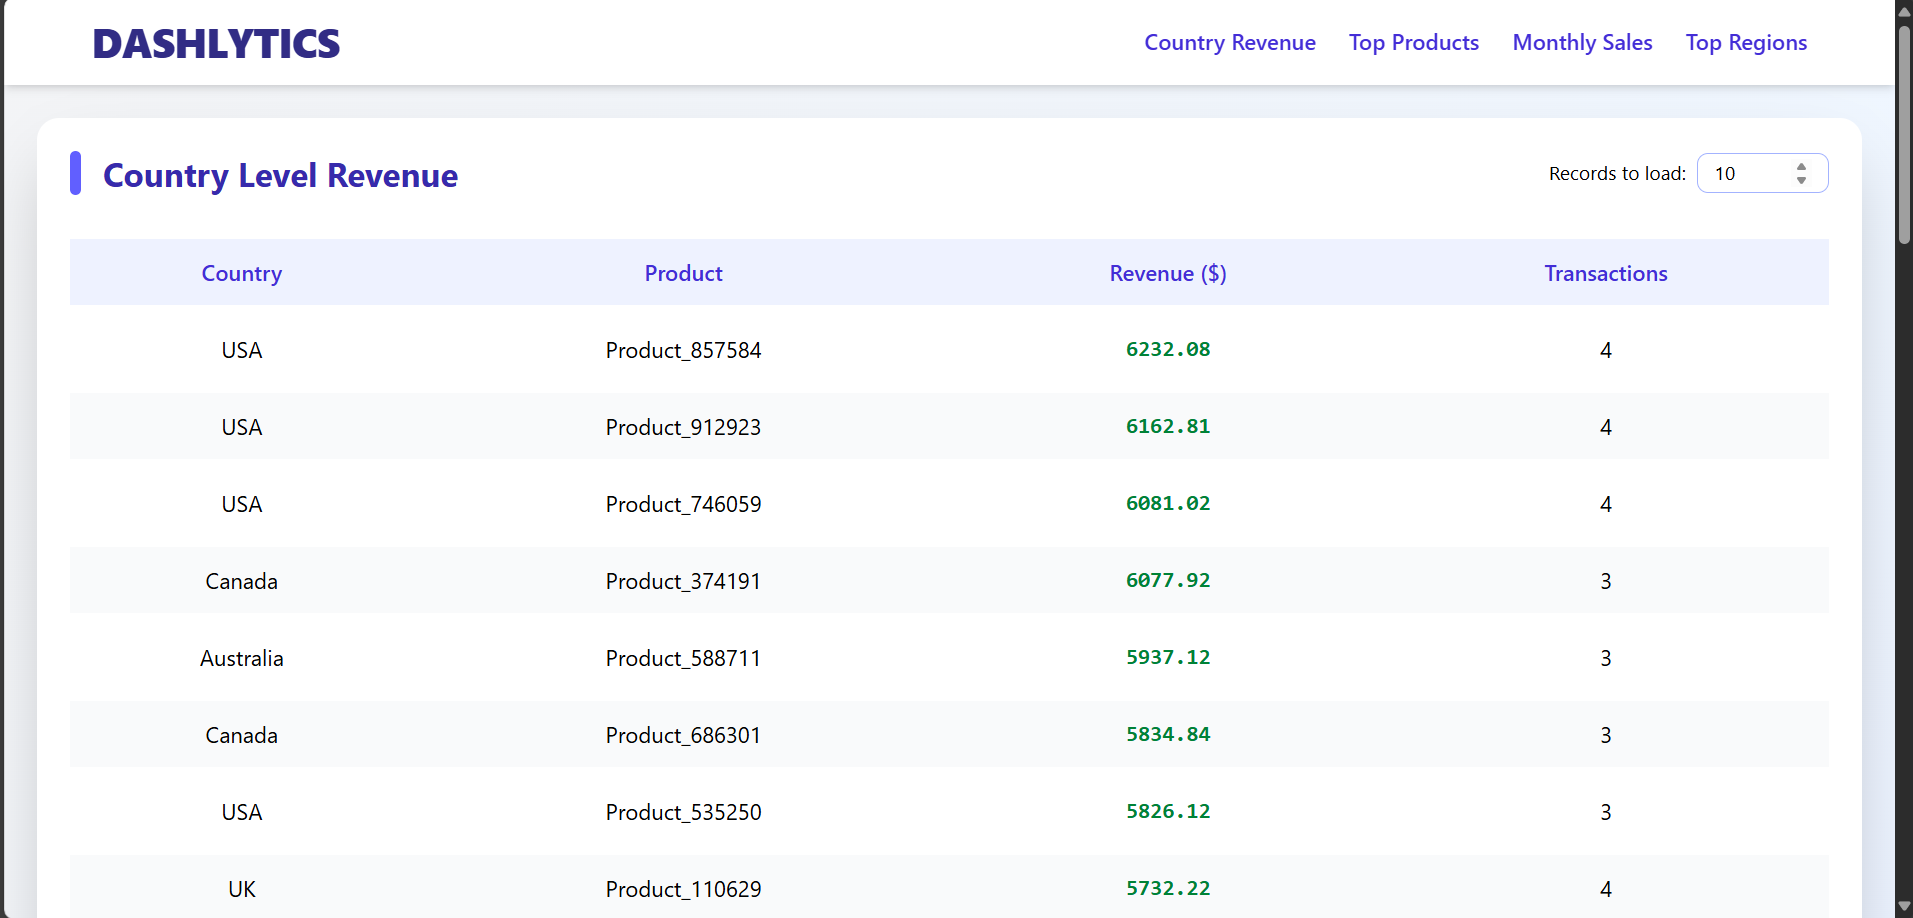 DASHLYTICS Country Revenue Top Products Monthly Sales Top Regions
Country Level Revenue Records to load: 10
Country Product Revenue ($) Transactions
USA Product_857584 6232.08 4
USA Product_912923 6162.81 4
USA Product_746059 6081.02 4
Canada Product_374191 6077.92 3
Australia Product_588711 5937.12 3
Canada Product_686301 5834.84 3
USA Product_535250 5826.12 3
UK Product_110629 5732.22 4